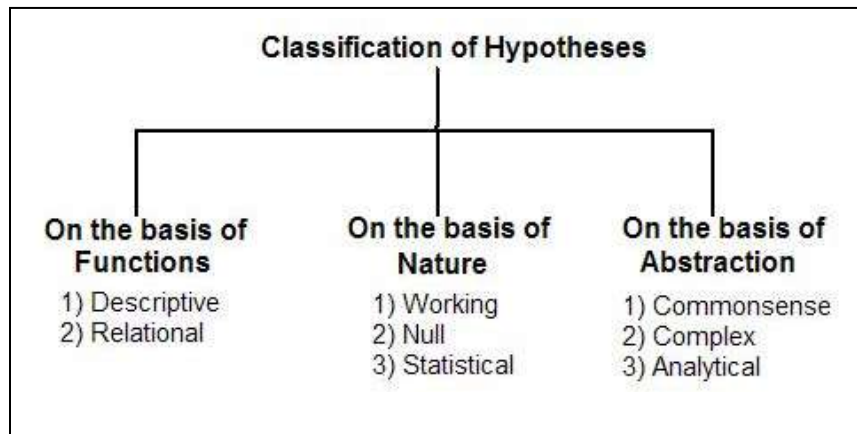 Classification of Hypotheses
On the basis of
Functions
1) Descriptive
2) Relational
On the basis of
Nature
1) Working
2) Null
3) Statistical
On the basis of
Abstraction
1) Commonsense
2) Complex
3) Analytical